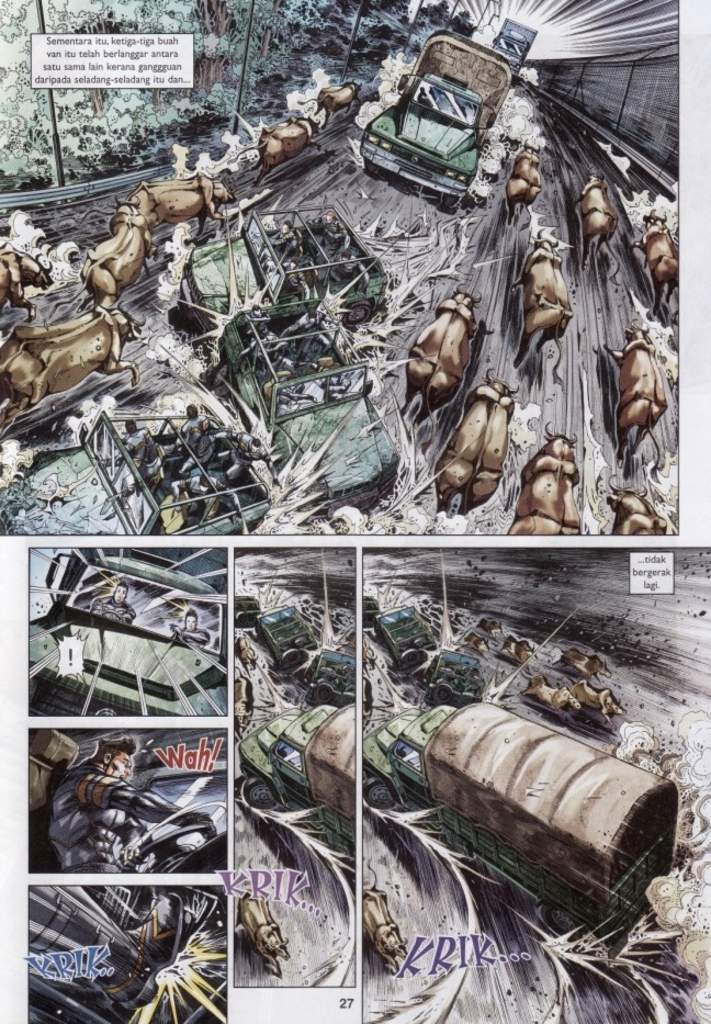 Sementara itu, ketiga-tiga buah
van itu telah berlanggar antara
satu sama lain kerana ganggguan
daripada seladang-seladang itu dan...
...tidak
bergerak
lagi.
!
Wah!
KRIK..
KRIK...
KRIK...
27